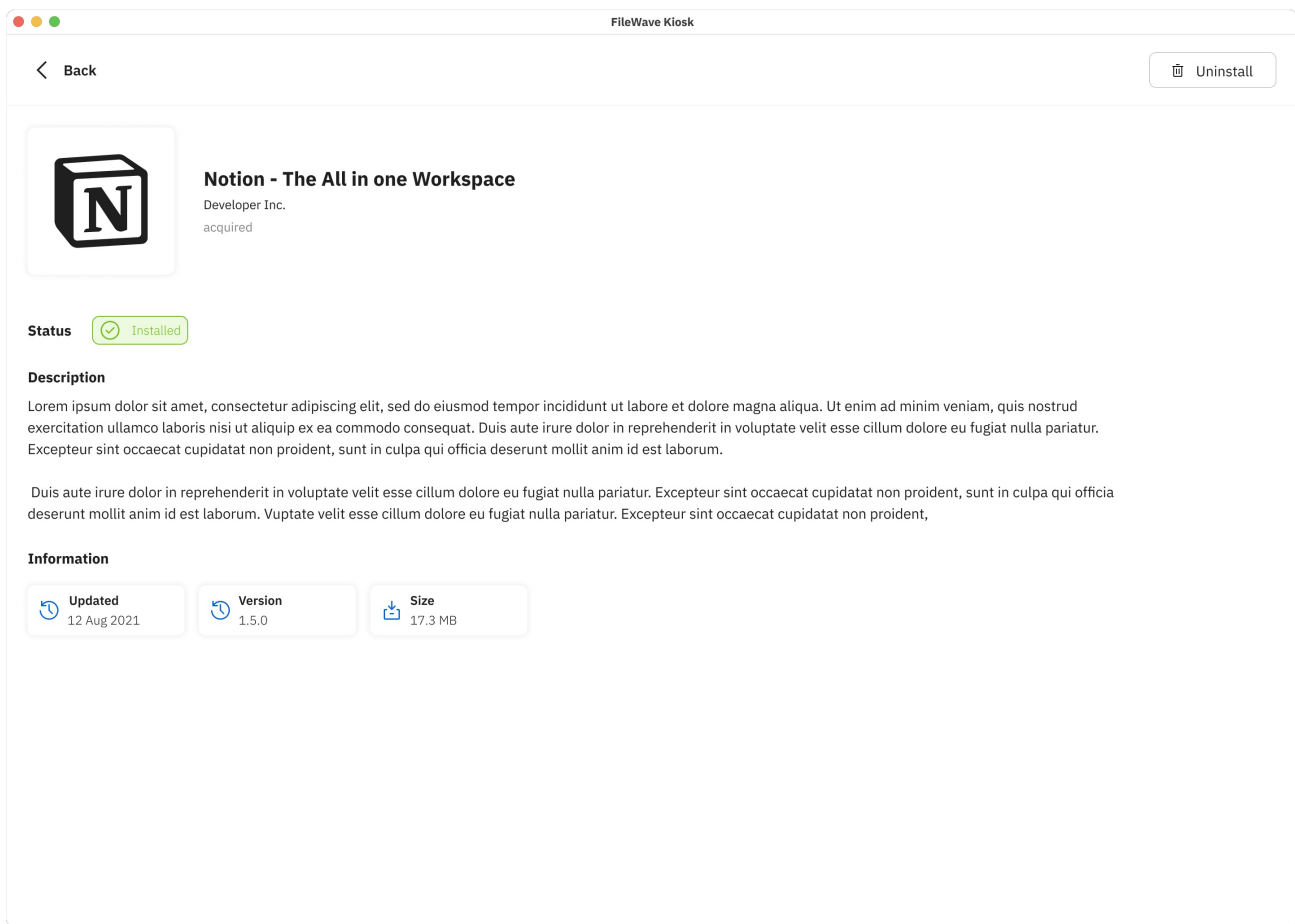 FileWave Kiosk
Back
Uninstall
N
Notion - The All in one Workspace
Developer Inc.
acquired
Status
Installed
Description
Lorem ipsum dolor sit amet, consectetur adipiscing elit, sed do eiusmod tempor incididunt ut labore et dolore magna aliqua. Ut enim ad minim veniam, quis nostrud
exercitation ullamco laboris nisi ut aliquip ex ea commodo consequat. Duis aute irure dolor in reprehenderit in voluptate velit esse cillum dolore eu fugiat nulla pariatur.
Excepteur sint occaecat cupidatat non proident, sunt in culpa qui officia deserunt mollit anim id est laborum.
Duis aute irure dolor in reprehenderit in voluptate velit esse cillum dolore eu fugiat nulla pariatur. Excepteur sint occaecat cupidatat non proident, sunt in culpa qui officia
deserunt mollit anim id est laborum. Vuptate velit esse cillum dolore eu fugiat nulla pariatur. Excepteur sint occaecat cupidatat non proident,
Information
Updated
12 Aug 2021
Version
1.5.0
Size
17.3 MB